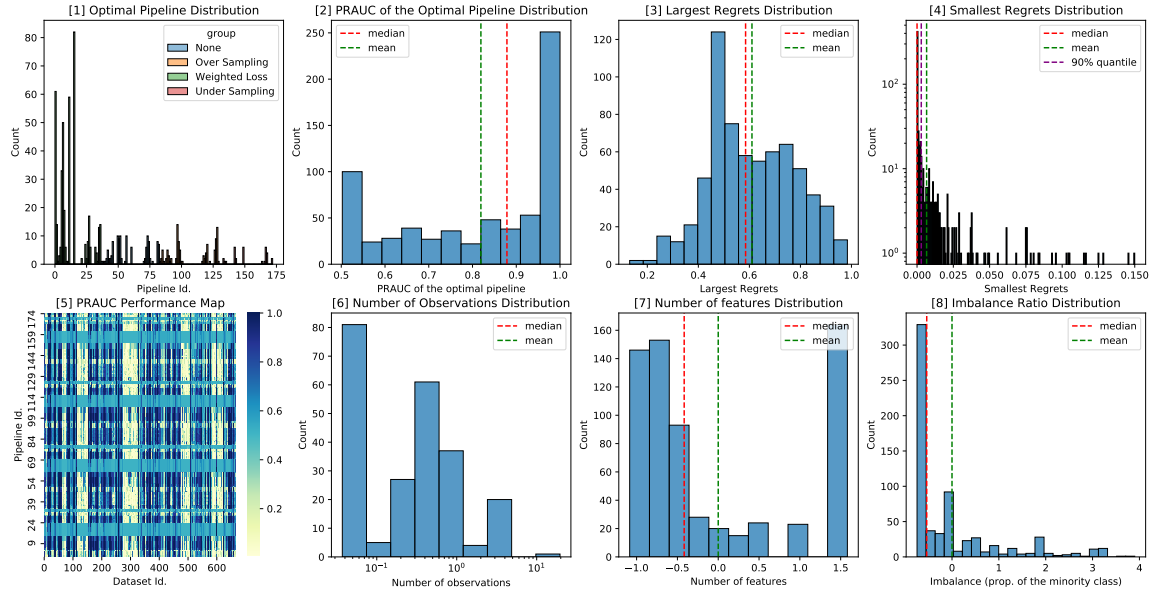 [1] Optimal Pipeline Distribution
group
None
Over Sampling
Weighted Loss
Under Sampling
Count
0 10 20 30 40 50 60 70 80
0 25 50 75 100 125 150 175
Pipeline Id.
[2] PRAUC of the Optimal Pipeline Distribution
median
mean
Count
0 50 100 150 200 250
0.5 0.6 0.7 0.8 0.9 1.0
PRAUC of the optimal pipeline
[3] Largest Regrets Distribution
median
mean
Count
0 20 40 60 80 100 120
0.2 0.4 0.6 0.8 1.0
Largest Regrets
[4] Smallest Regrets Distribution
median
mean
90% quantile
Count
10^0 10^1 10^2
0.000 0.025 0.050 0.075 0.100 0.125 0.150
Smallest Regrets
[5] PRAUC Performance Map
Pipeline Id.
9 24 39 54 69 84 99 114 129 144 159 174
0 100 200 300 400 500 600
Dataset Id.
0.2 0.4 0.6 0.8 1.0
[6] Number of Observations Distribution
median
mean
Count
0 10 20 30 40 50 60 70 80
10^-1 10^0 10^1
Number of observations
[7] Number of features Distribution
median
mean
Count
0 20 40 60 80 100 120 140 160
−1.0 −0.5 0.0 0.5 1.0 1.5
Number of features
[8] Imbalance Ratio Distribution
median
mean
Count
0 50 100 150 200 250 300
0 1 2 3 4
Imbalance (prop. of the minority class)